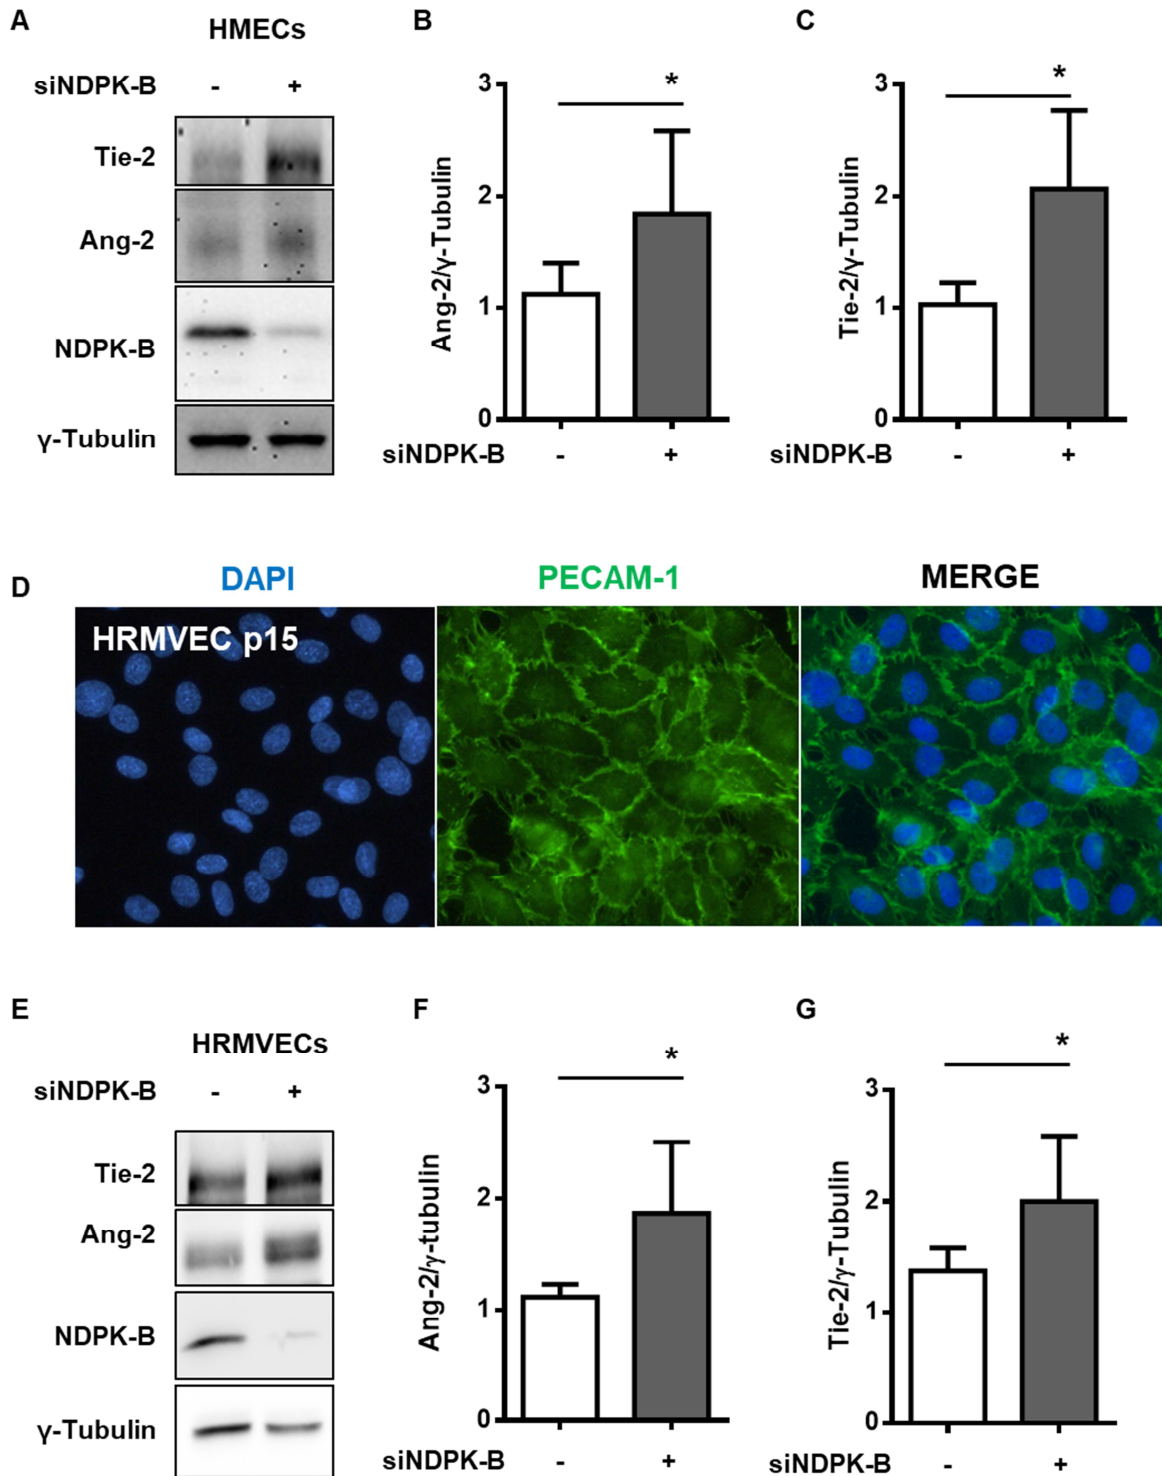 A
HMECs
siNDPK-B - +
Tie-2
Ang-2
NDPK-B
γ-Tubulin
B
Ang-2/γ-Tubulin
3
2
1
0
*
siNDPK-B - +
C
Tie-2/γ-Tubulin
3
2
1
0
*
siNDPK-B - +
D
DAPI
PECAM-1
MERGE
HRMVEC p15
E
HRMVECs
siNDPK-B - +
Tie-2
Ang-2
NDPK-B
γ-Tubulin
F
Ang-2/γ-tubulin
3
2
1
0
*
siNDPK-B - +
G
Tie-2/γ-Tubulin
3
2
1
0
*
siNDPK-B - +